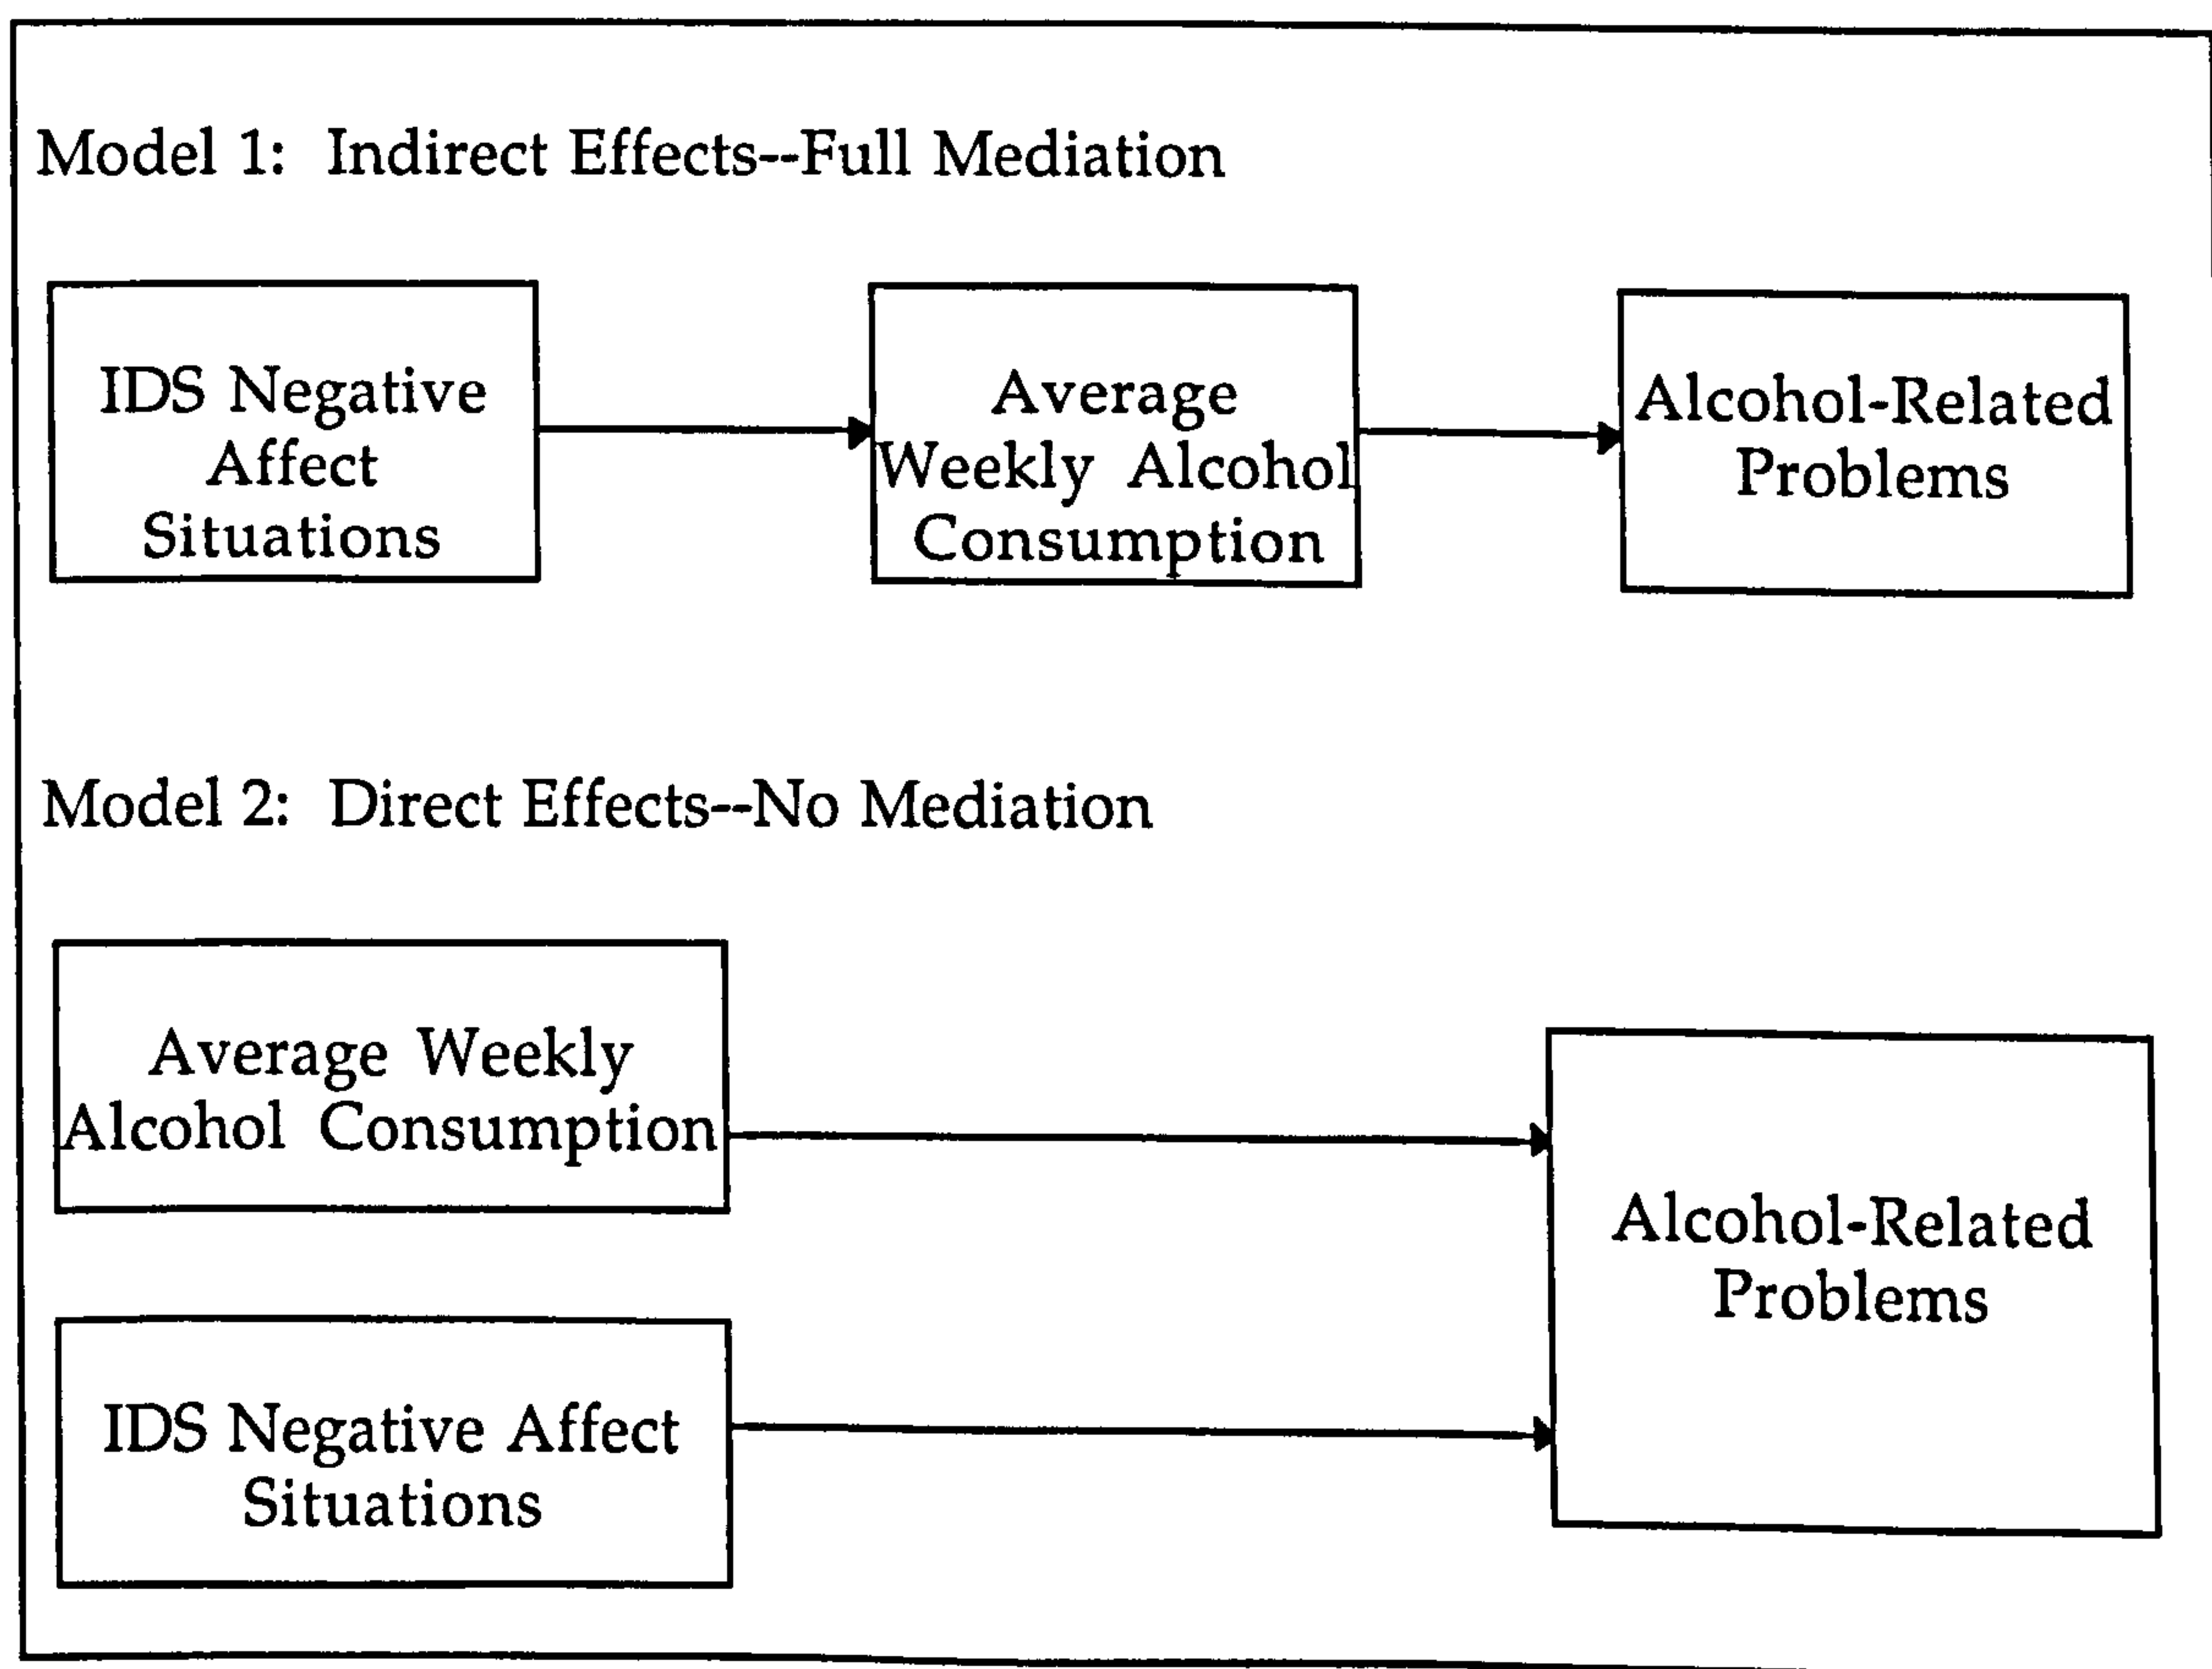 Model 1: Indirect Effects--Full Mediation
IDS Negative
Affect
Situations
Average
Weekly Alcohol
Consumption
Alcohol-Related
Problems
Model 2: Direct Effects--No Mediation
Average Weekly
Alcohol Consumption
IDS Negative Affect
Situations
Alcohol-Related
Problems